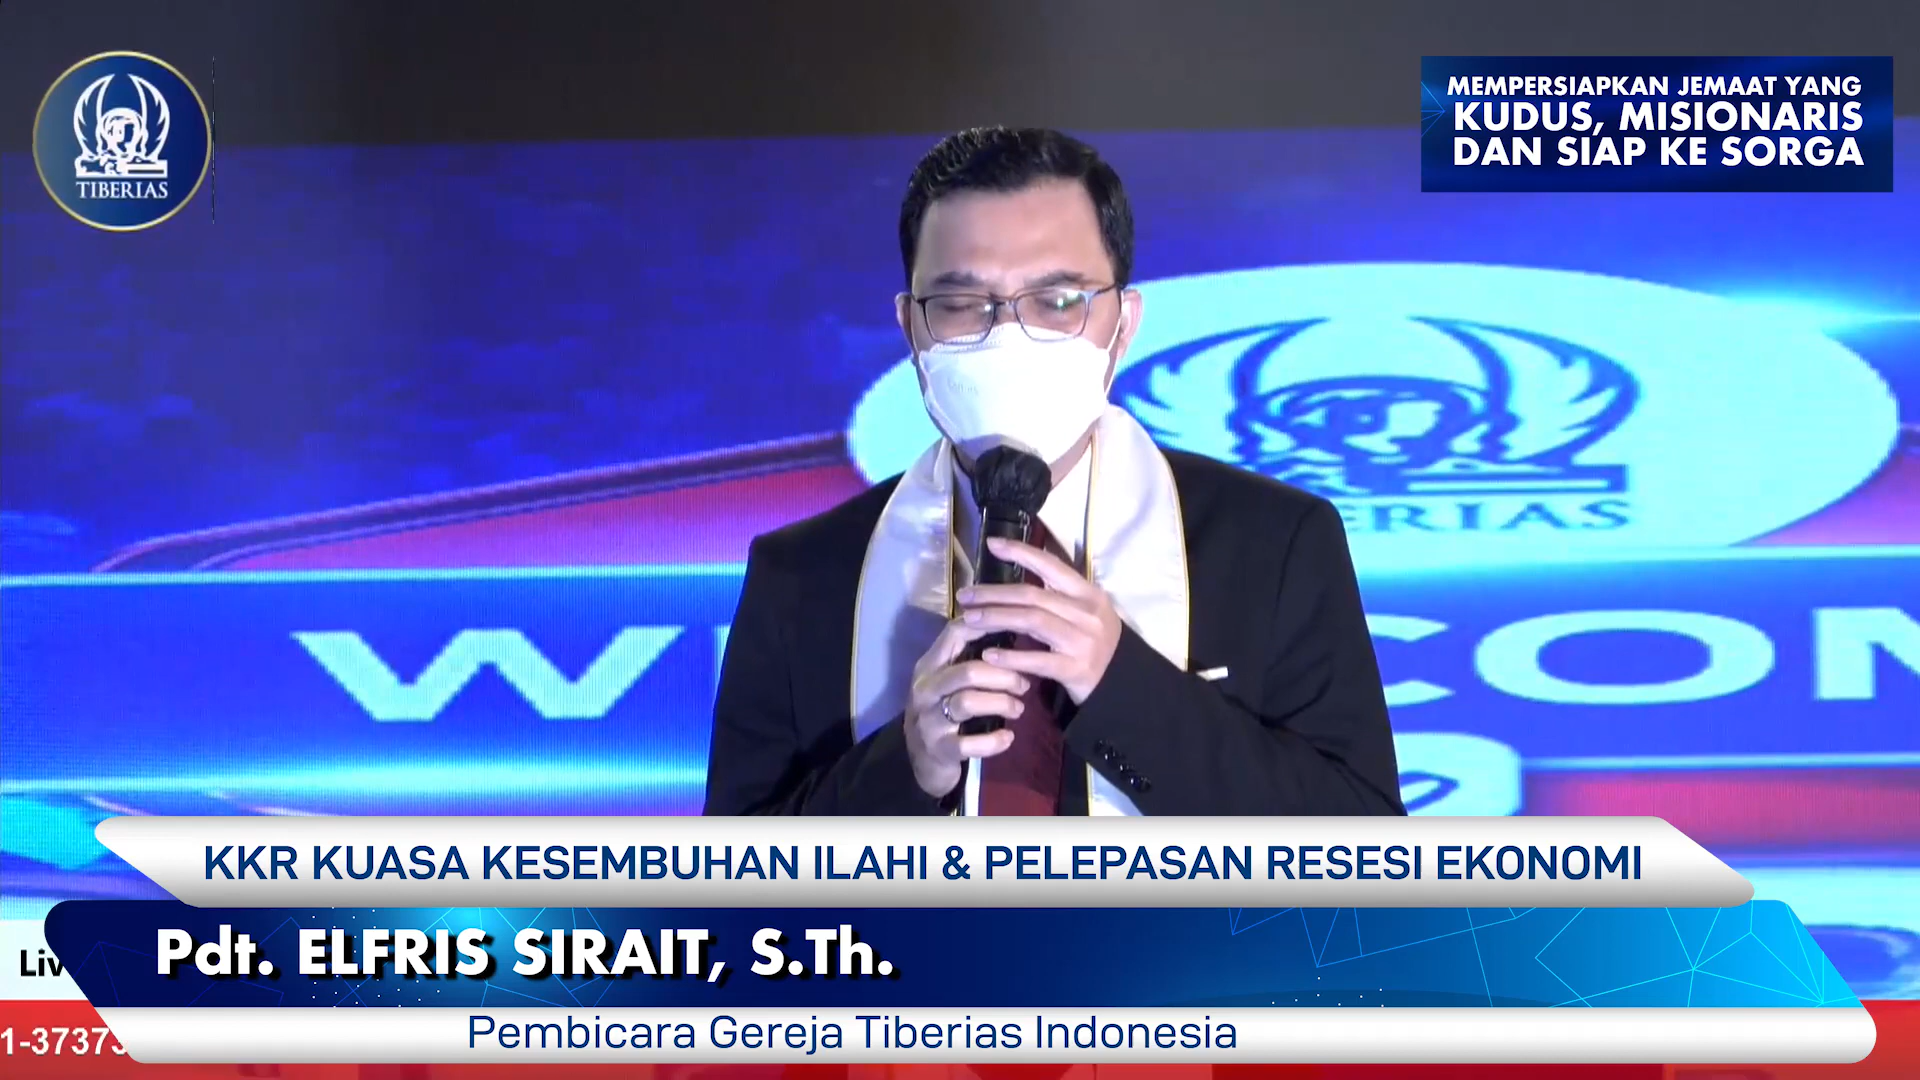 TIBERIAS
MEMPERSIAPKAN JEMAAT YANG
KUDUS, MISIONARIS
DAN SIAP KE SORGA
KKR KUASA KESEMBUHAN ILAHI & PELEPASAN RESESI EKONOMI
Pdt. ELFRIS SIRAIT, S.Th.
Pembicara Gereja Tiberias Indonesia